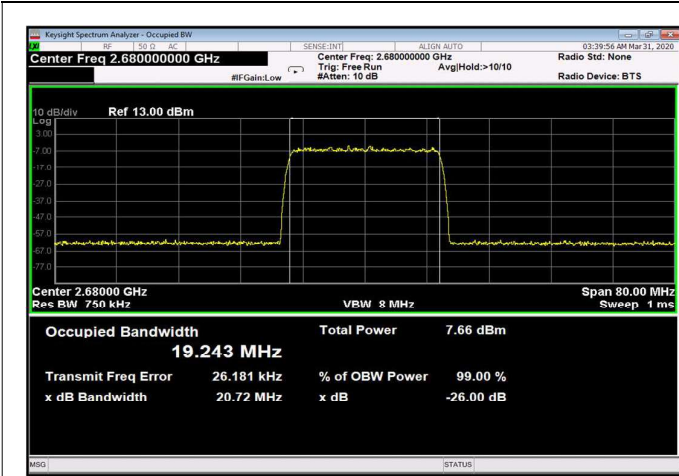 Keysight Spectrum Analyzer - Occupied BW
LXI RF 50 Ω AC SENSE:INT ALIGN AUTO 03:39:56 AM Mar 31, 2020
Center Freq 2.680000000 GHz Center Freq: 2.680000000 GHz Radio Std: None
Trig: Free Run Avg|Hold:>10/10
#IFGain:Low #Atten: 10 dB Radio Device: BTS
10 dB/div Ref 13.00 dBm
Log
3.00
-7.00
-17.0
-27.0
-37.0
-47.0
-57.0
-67.0
-77.0
Center 2.68000 GHz Span 80.00 MHz
Res BW 750 kHz VBW 8 MHz Sweep 1 ms
Occupied Bandwidth Total Power 7.66 dBm
19.243 MHz
Transmit Freq Error 26.181 kHz % of OBW Power 99.00 %
x dB Bandwidth 20.72 MHz x dB -26.00 dB
MSG STATUS